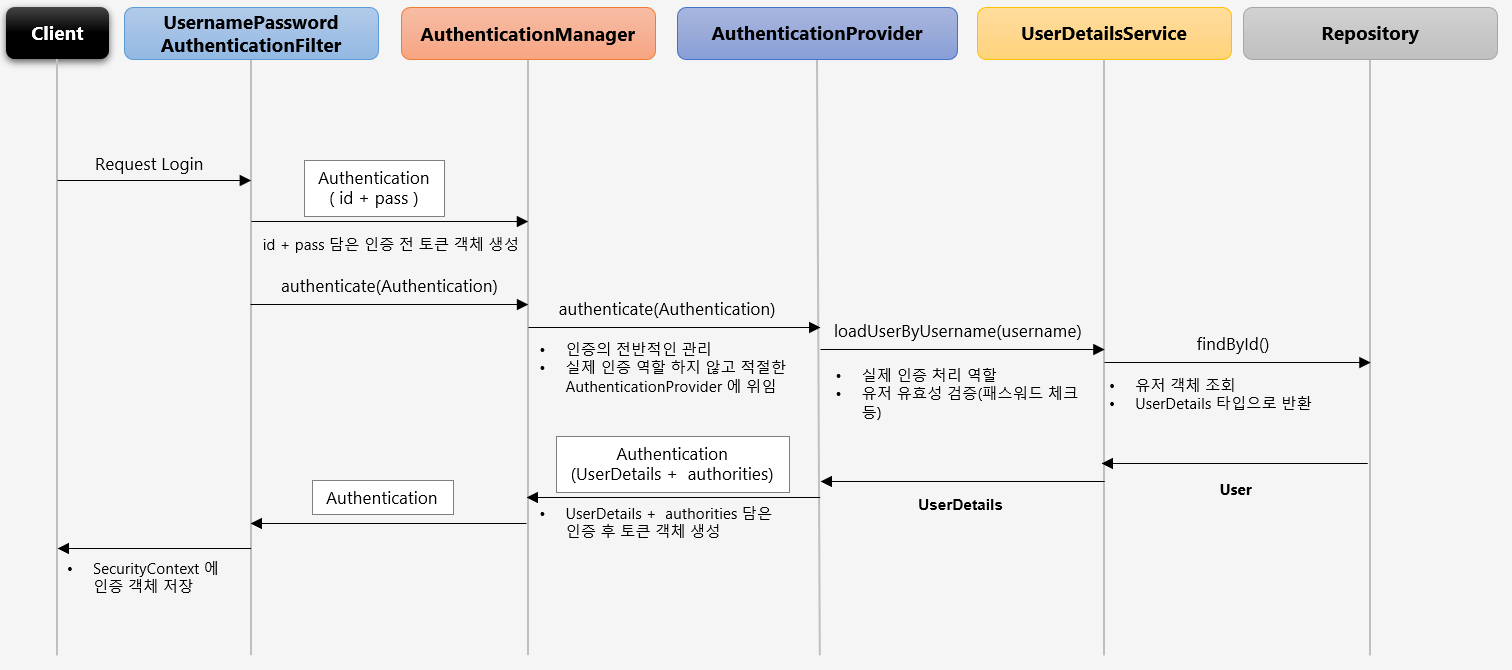 Client
UsernamePassword
AuthenticationFilter
AuthenticationManager
AuthenticationProvider
UserDetailsService
Repository
Request Login
Authentication
( id + pass )
id + pass 담은 인증 전 토큰 객체 생성
authenticate(Authentication)
authenticate(Authentication)
• 인증의 전반적인 관리
• 실제 인증 역할 하지 않고 적절한
AuthenticationProvider 에 위임
loadUserByUsername(username)
• 실제 인증 처리 역할
• 유저 유효성 검증(패스워드 체크
등)
findById()
• 유저 객체 조회
• UserDetails 타입으로 반환
User
UserDetails
Authentication
(UserDetails + authorities)
• UserDetails + authorities 담은
인증 후 토큰 객체 생성
Authentication
• SecurityContext 에
인증 객체 저장